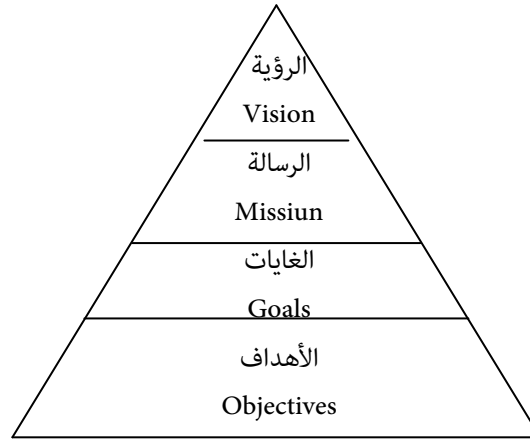 الرؤية
Vision
الرسالة
Missiun
الغايات
Goals
الأهداف
Objectives